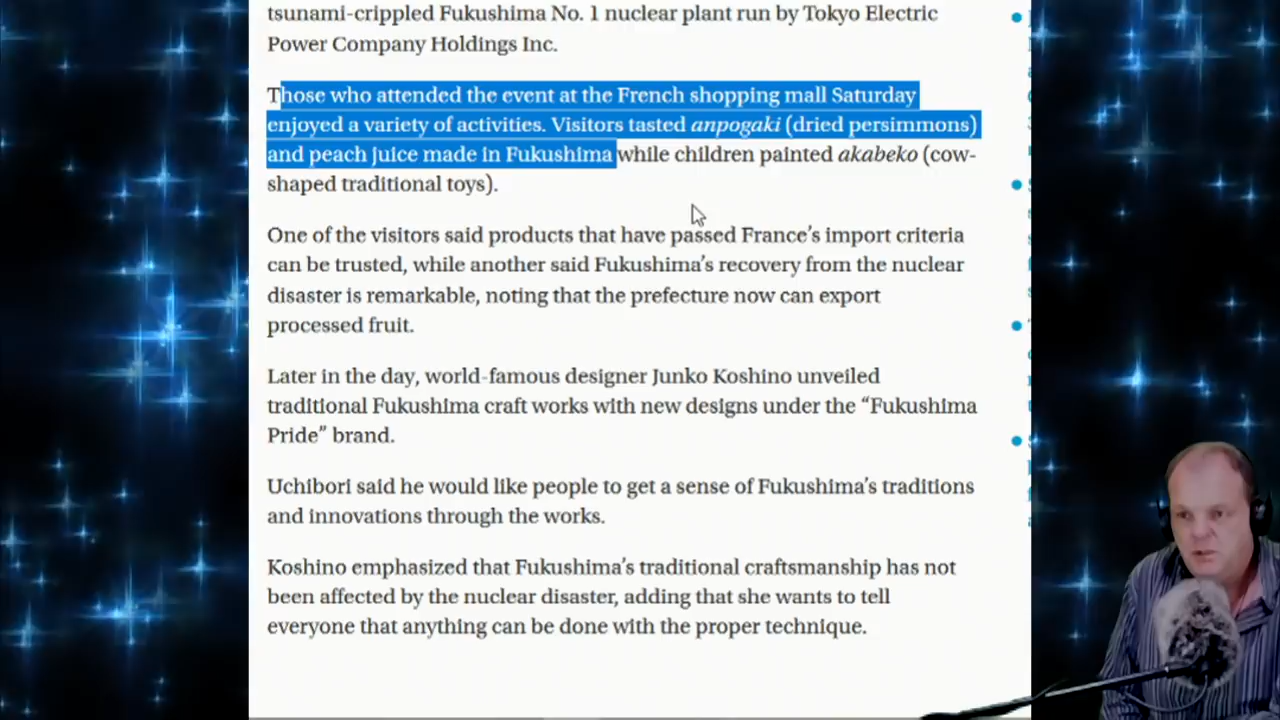 tsunami-crippled Fukushima No. 1 nuclear plant run by Tokyo Electric
Power Company Holdings Inc.
Those who attended the event at the French shopping mall Saturday
enjoyed a variety of activities. Visitors tasted anpogaki (dried persimmons)
and peach juice made in Fukushima while children painted akabeko (cow-
shaped traditional toys).
One of the visitors said products that have passed France's import criteria
can be trusted, while another said Fukushima's recovery from the nuclear
disaster is remarkable, noting that the prefecture now can export
processed fruit.
Later in the day, world-famous designer Junko Koshino unveiled
traditional Fukushima craft works with new designs under the “Fukushima
Pride” brand.
Uchibori said he would like people to get a sense of Fukushima's traditions
and innovations through the works.
Koshino emphasized that Fukushima's traditional craftsmanship has not
been affected by the nuclear disaster, adding that she wants to tell
everyone that anything can be done with the proper technique.